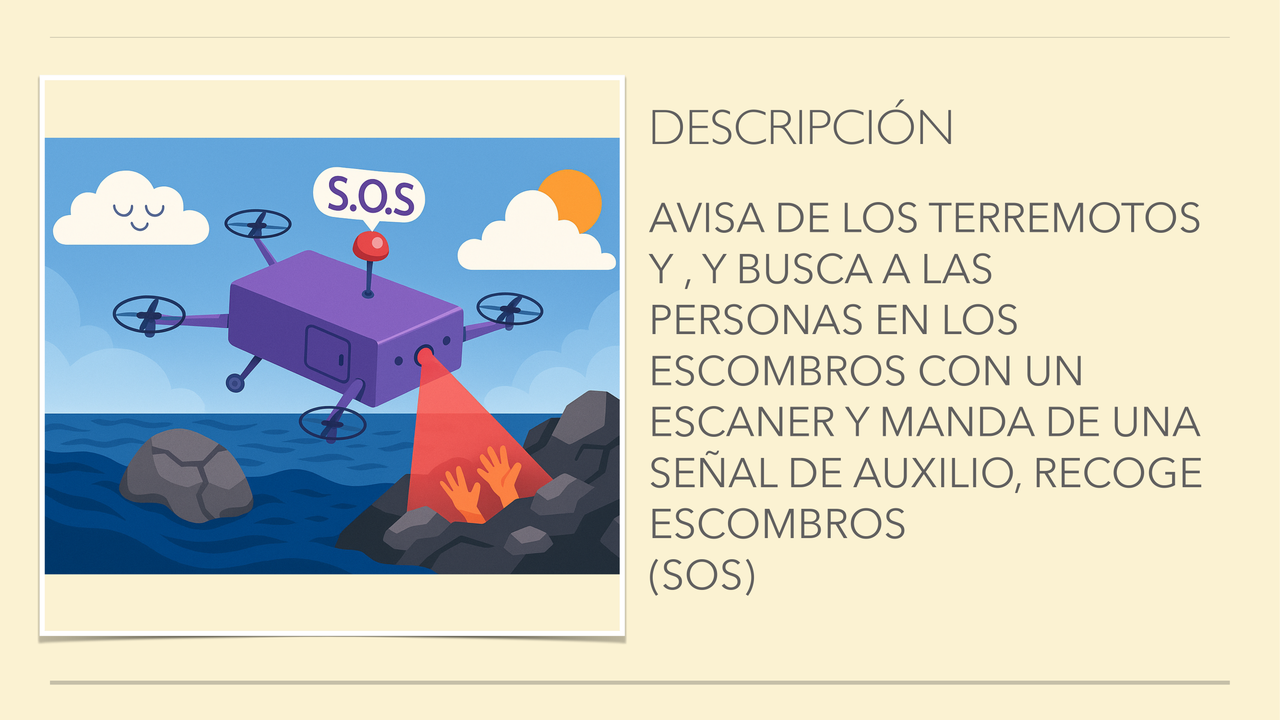 S.O.S
DESCRIPCIÓN
AVISA DE LOS TERREMOTOS
Y , Y BUSCA A LAS
PERSONAS EN LOS
ESCOMBROS CON UN
ESCANER Y MANDA DE UNA
SEÑAL DE AUXILIO, RECOGE
ESCOMBROS
(SOS)